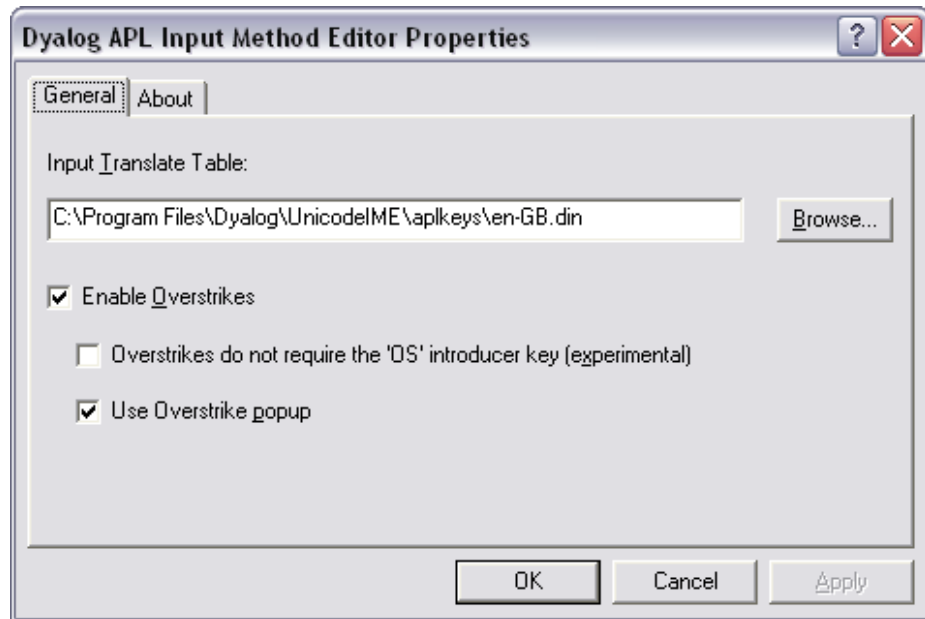 Dyalog APL Input Method Editor Properties
?
General About
Input Translate Table:
C:\Program Files\Dyalog\UnicodeIME\aplkeys\en-GB.din Browse...
Enable Overstrikes
Overstrikes do not require the 'OS' introducer key (experimental)
Use Overstrike popup
OK Cancel Apply